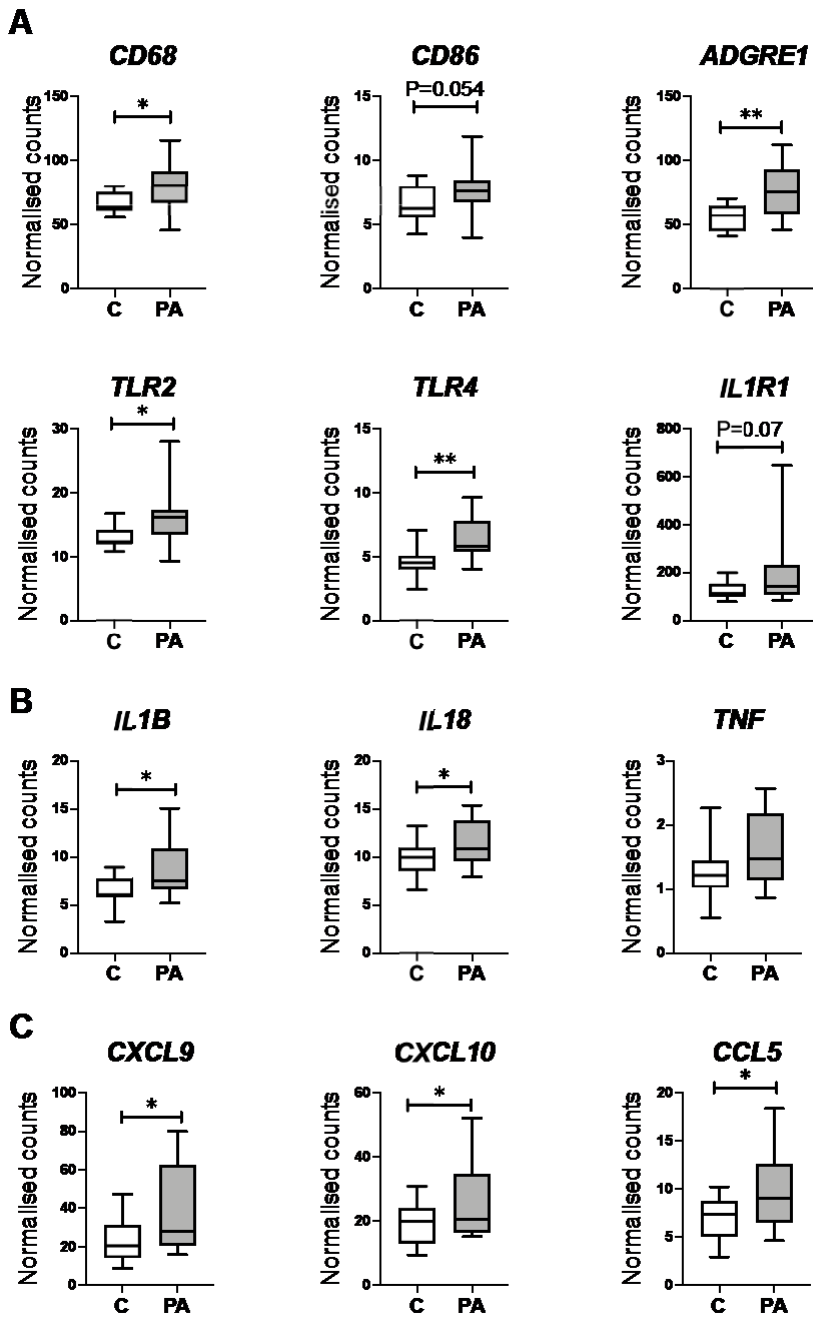 A
CD68 CD86 ADGRE1
Normalised counts 150 100 50 0 * C PA
Normalised counts 15 10 5 0 P=0.054 C PA
Normalised counts 150 100 50 0 ** C PA
TLR2 TLR4 IL1R1
Normalised counts 30 20 10 0 * C PA
Normalised counts 15 10 5 0 ** C PA
Normalised counts 800 600 400 200 0 P=0.07 C PA
B
IL1B IL18 TNF
Normalised counts 20 15 10 5 0 * C PA
Normalised counts 20 15 10 5 0 * C PA
Normalised counts 3 2 1 0 C PA
C
CXCL9 CXCL10 CCL5
Normalised counts 100 80 60 40 20 0 * C PA
Normalised counts 60 40 20 0 * C PA
Normalised counts 20 15 10 5 0 * C PA